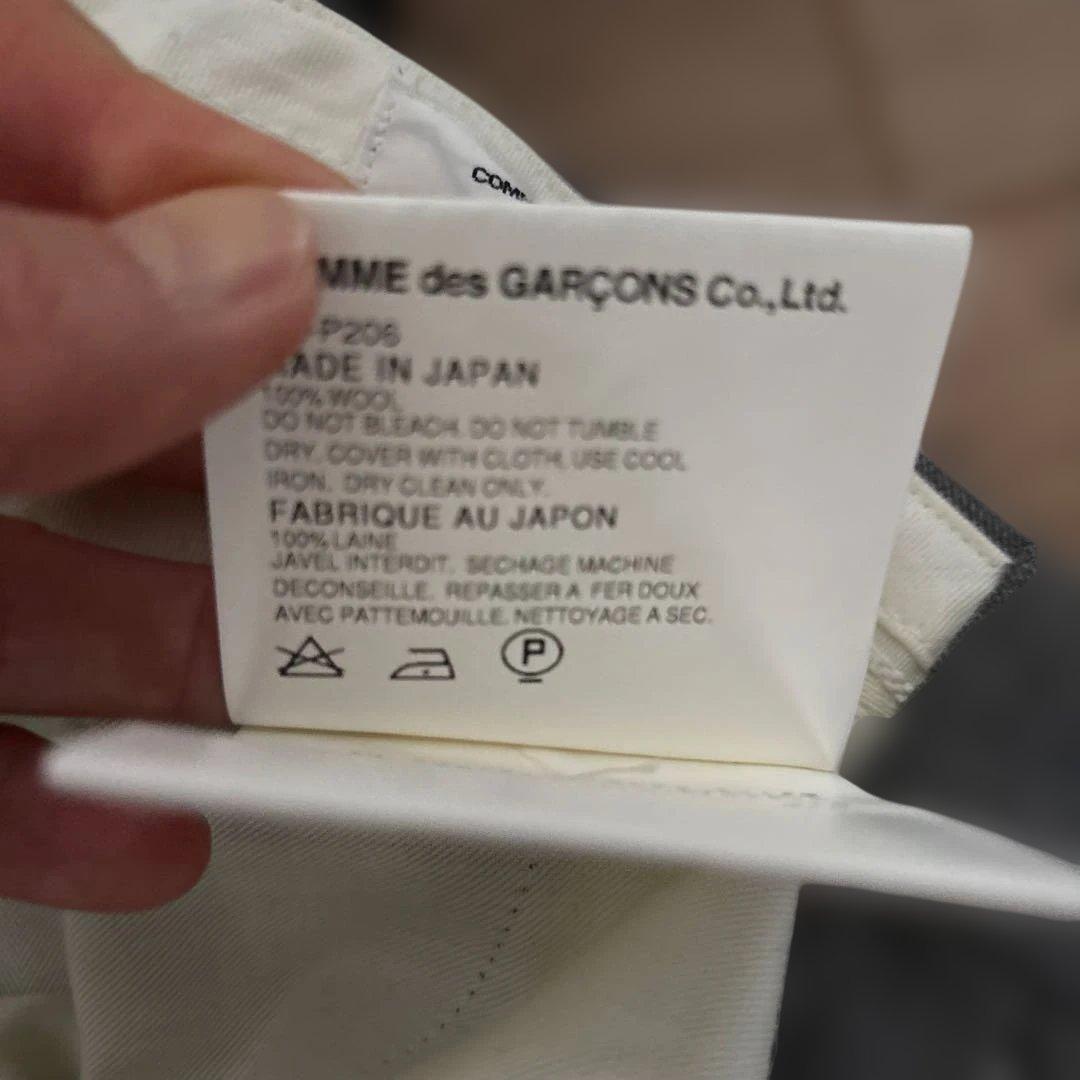 COM
MME des GARÇONS Co.,Ltd.
-P206
MADE IN JAPAN
100% WOOL
DO NOT BLEACH. DO NOT TUMBLE
DRY. COVER WITH CLOTH. USE COOL
IRON. DRY CLEAN ONLY.
FABRIQUE AU JAPON
100% LAINE
JAVEL INTERDIT. SECHAGE MACHINE
DECONSEILLE. REPASSER A FER DOUX
AVEC PATTEMOUILLE. NETTOYAGE A SEC.
P